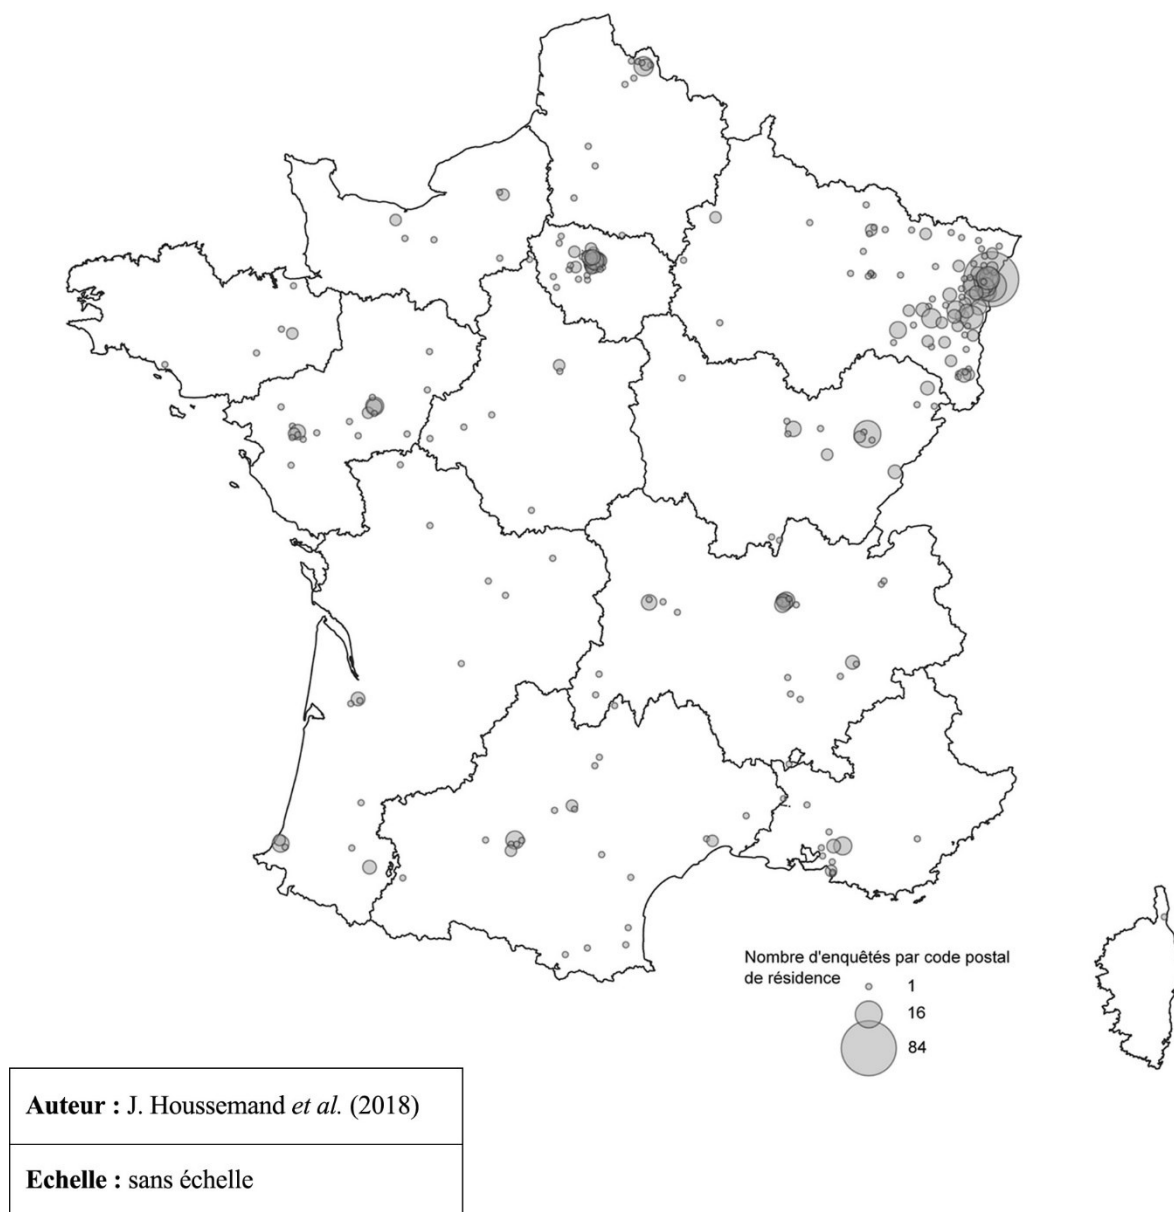 Nombre d'enquêtés par code postal
de résidence
1
16
84
Auteur : J. Houssemand et al. (2018)
Echelle : sans échelle